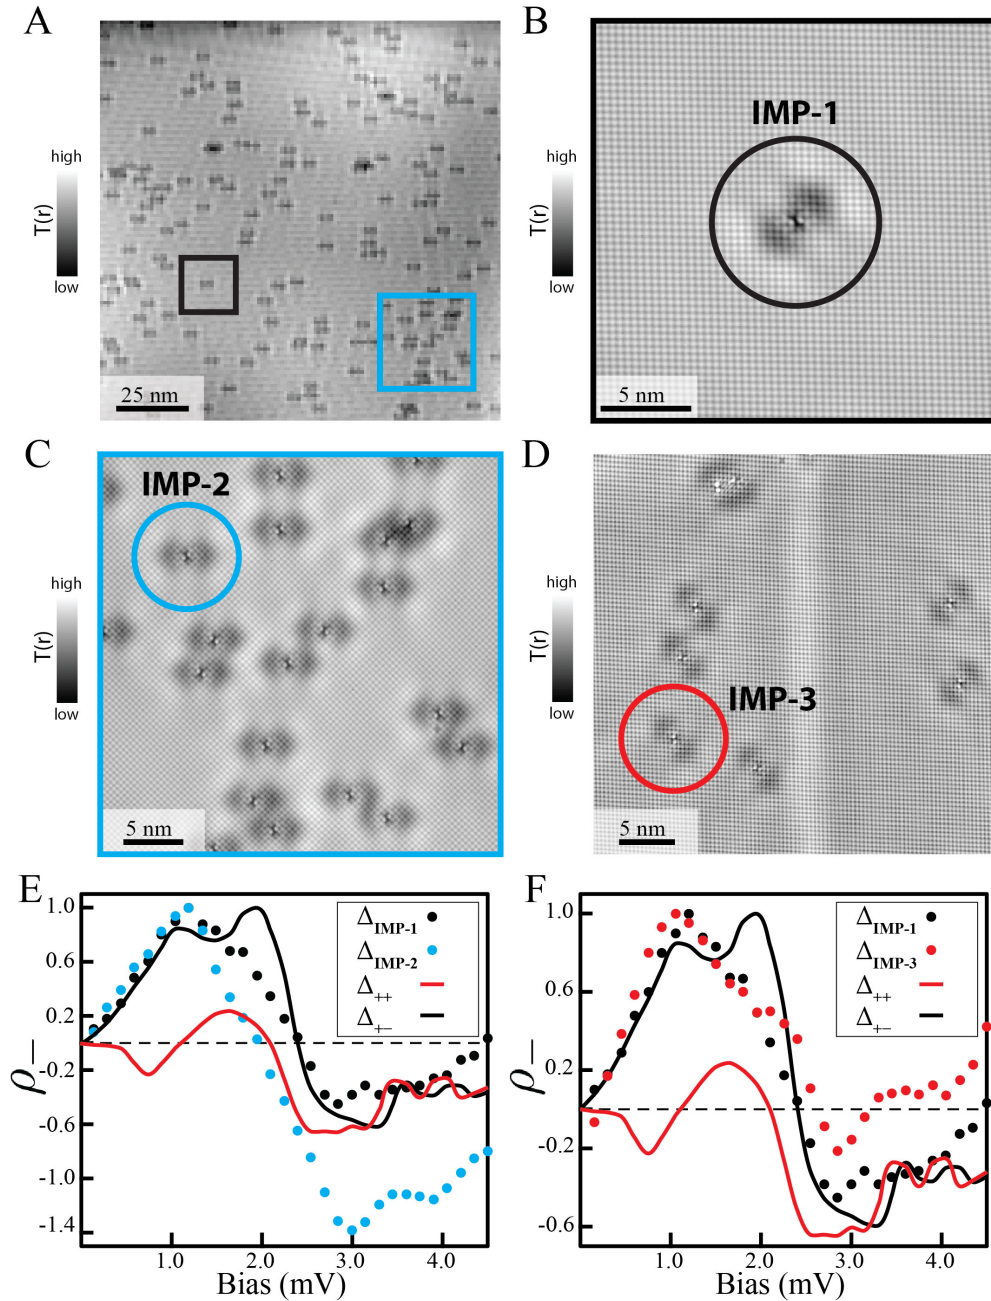 A
high
T(r)
low
25 nm
B
high
T(r)
low
IMP-1
5 nm
C
high
T(r)
low
IMP-2
5 nm
D
high
T(r)
low
IMP-3
5 nm
E
ρ_
1.0
0.6
0.2
-0.2
-0.6
-1.0
-1.4
Δ_IMP-1
Δ_IMP-2
Δ_++
Δ_+-
1.0 2.0 3.0 4.0
Bias (mV)
F
ρ_
1.0
0.6
0.2
-0.2
-0.6
Δ_IMP-1
Δ_IMP-3
Δ_++
Δ_+-
1.0 2.0 3.0 4.0
Bias (mV)